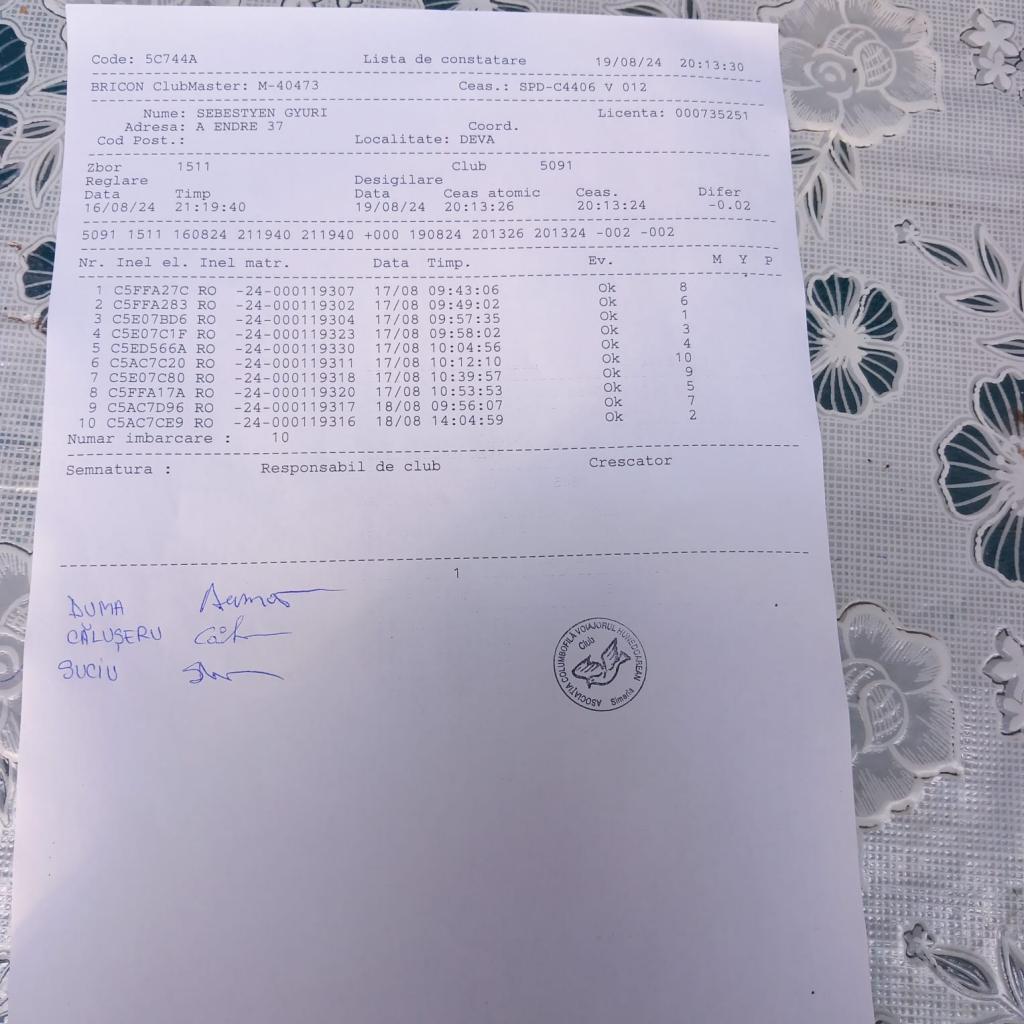 Code: 5C744A Lista de constatare 19/08/24 20:13:30
BRICON ClubMaster: M-40473 Ceas.: SPD-C4406 V 012
Nume: SEBESTYEN GYURI Licenta: 000735251
Adresa: A ENDRE 37 Coord.
Cod Post.: Localitate: DEVA
Zbor 1511 Club 5091
Reglare Desigilare
Data Timp Data Ceas atomic Ceas. Difer
16/08/24 21:19:40 19/08/24 20:13:26 20:13:24 -0.02
5091 1511 160824 211940 211940 +000 190824 201326 201324 -002 -002
Nr. Inel el. Inel matr. Data Timp. Ev. M Y P
1 C5FFA27C RO -24-000119307 17/08 09:43:06 Ok 8
2 C5FFA283 RO -24-000119302 17/08 09:49:02 Ok 6
3 C5E07BD6 RO -24-000119304 17/08 09:57:35 Ok 1
4 C5E07C1F RO -24-000119323 17/08 09:58:02 Ok 3
5 C5ED566A RO -24-000119330 17/08 10:04:56 Ok 4
6 C5AC7C20 RO -24-000119311 17/08 10:12:10 Ok 10
7 C5E07C80 RO -24-000119318 17/08 10:39:57 Ok 9
8 C5FFA17A RO -24-000119320 17/08 10:53:53 Ok 5
9 C5AC7D96 RO -24-000119317 18/08 09:56:07 Ok 7
10 C5AC7CE9 RO -24-000119316 18/08 14:04:59 Ok 2
Numar imbarcare : 10
Semnatura : Responsabil de club Crescator
1
DUMA
CĂLUȘERU
SUCIU
ASOCIAȚIA COLUMBOFILĂ VOIAJORUL HUNEDOREAN
Club
Simeria